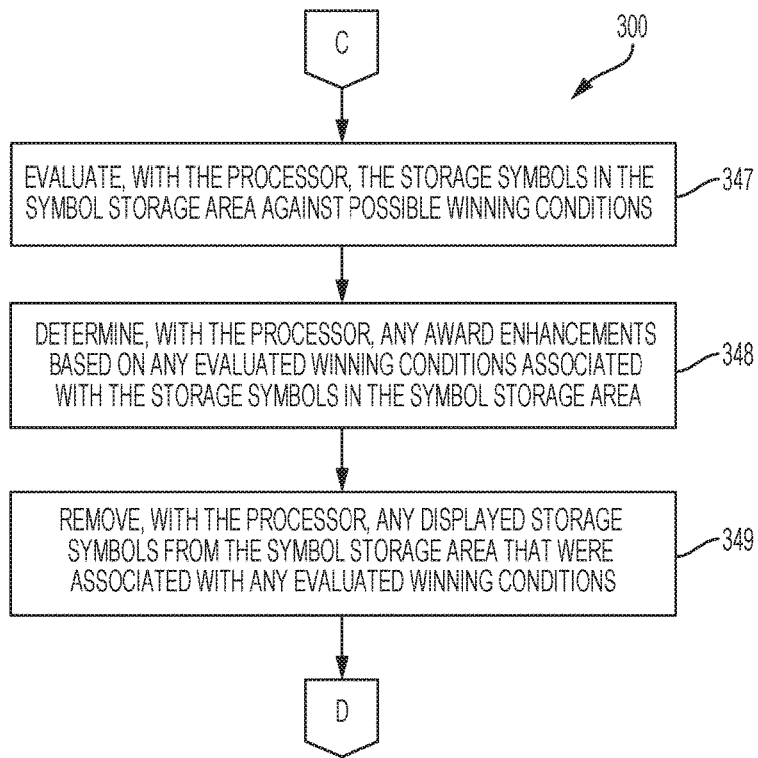 C
300
EVALUATE, WITH THE PROCESSOR, THE STORAGE SYMBOLS IN THE
SYMBOL STORAGE AREA AGAINST POSSIBLE WINNING CONDITIONS
347
DETERMINE, WITH THE PROCESSOR, ANY AWARD ENHANCEMENTS
BASED ON ANY EVALUATED WINNING CONDITIONS ASSOCIATED
WITH THE STORAGE SYMBOLS IN THE SYMBOL STORAGE AREA
348
REMOVE, WITH THE PROCESSOR, ANY DISPLAYED STORAGE
SYMBOLS FROM THE SYMBOL STORAGE AREA THAT WERE
ASSOCIATED WITH ANY EVALUATED WINNING CONDITIONS
349
D